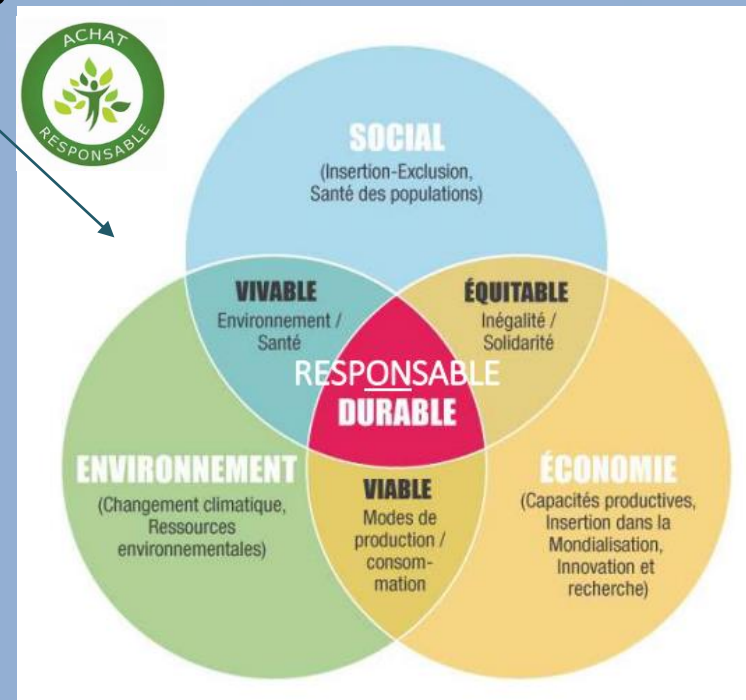 ACHAT
RESPONSABLE
SOCIAL
(Insertion-Exclusion,
Santé des populations)
VIVABLE
Environnement /
Santé
ÉQUITABLE
Inégalité /
Solidarité
RESPONSABLE
DURABLE
ENVIRONNEMENT
(Changement climatique,
Ressources
environnementales)
VIABLE
Modes de
production /
consom-
mation
ÉCONOMIE
(Capacités productives,
Insertion dans la
Mondialisation,
Innovation et
recherche)